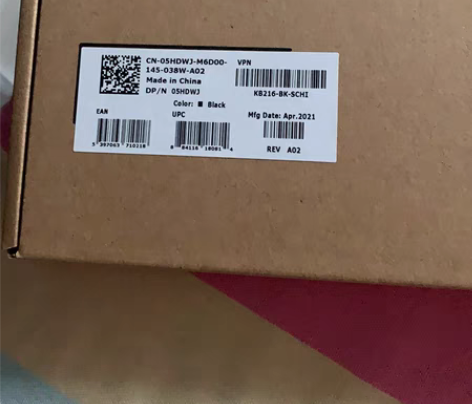 CN-05HDWJ-M6D00-
145-038W-A02
Made in China
DP/N 05HDWJ
VPN
KB216-BK-SCHI
Color: Black
EAN
UPC
Mfg Date: Apr.2021
REV A02